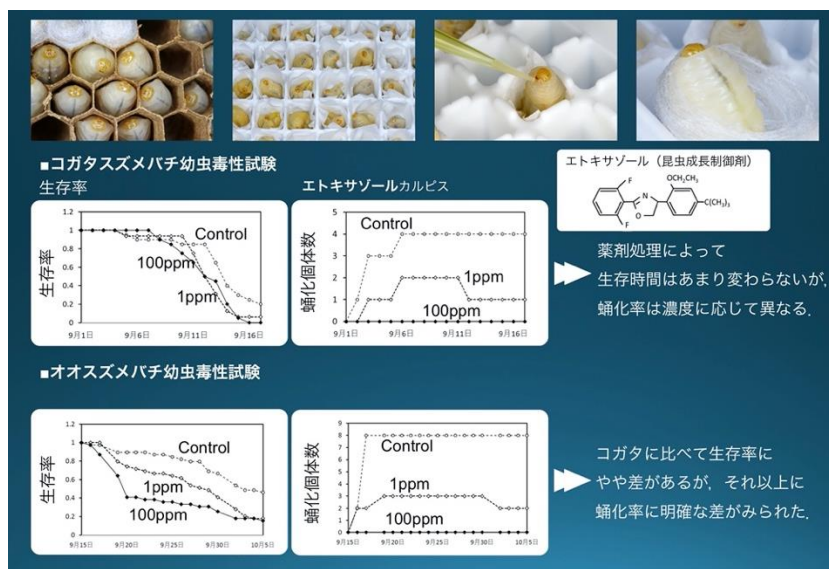 ■コガタスズメバチ幼虫毒性試験
生存率
エトキサゾールカルピス
エトキサゾール（昆虫成長制御剤）
F
N
O
F
OCH₂CH₃
C(CH₃)₃
生存率
1.2
1
0.8
0.6
0.4
0.2
0
Control
100ppm
1ppm
9月1日
9月6日
9月11日
9月16日
蛹化個体数
5
4
3
2
1
0
Control
1ppm
100ppm
9月1日
9月6日
9月11日
9月16日
薬剤処理によって
生存時間はあまり変わらないが，
蛹化率は濃度に応じて異なる．
■オオスズメバチ幼虫毒性試験
生存率
1.2
1
0.8
0.6
0.4
0.2
0
Control
1ppm
100ppm
9月15日
9月20日
9月25日
9月30日
10月5日
蛹化個体数
9
8
7
6
5
4
3
2
1
0
Control
1ppm
100ppm
9月15日
9月20日
9月25日
9月30日
10月5日
コガタに比べて生存率に
やや差があるが，それ以上に
蛹化率に明確な差がみられた．